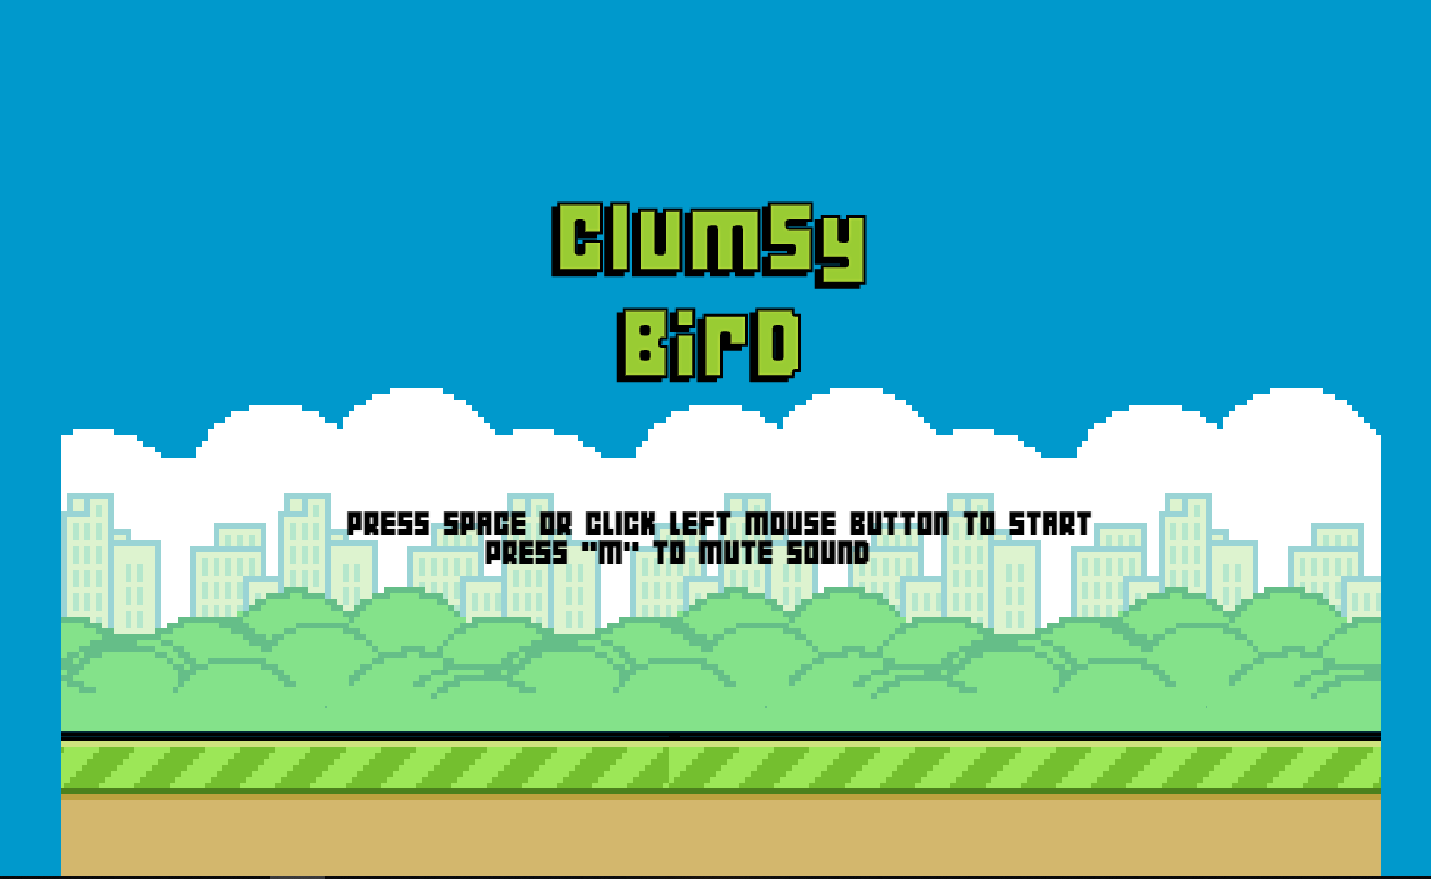 ClumSy
BirD
PRESS SPACE OR CLICK LEFT MOUSE BUTTON TO START
PRESS "M" TO MUTE SOUND